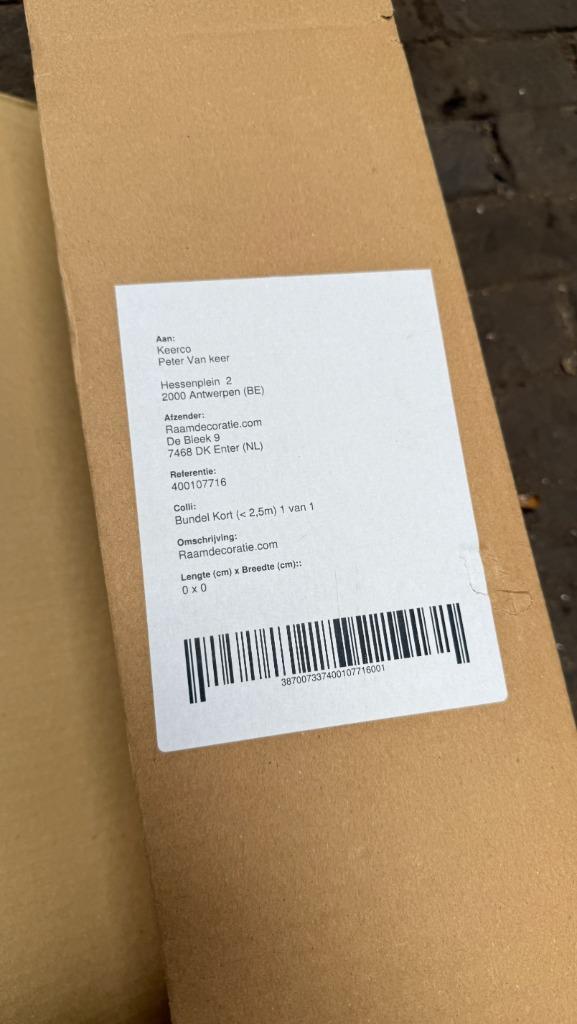 Aan:
Keerco
Peter Van keer
Hessenplein 2
2000 Antwerpen (BE)
Afzender:
Raamdecoratie.com
De Bleek 9
7468 DK Enter (NL)
Referentie:
400107716
Colli:
Bundel Kort (< 2,5m) 1 van 1
Omschrijving:
Raamdecoratie.com
Lengte (cm) x Breedte (cm)::
0 x 0
387007337400107716001